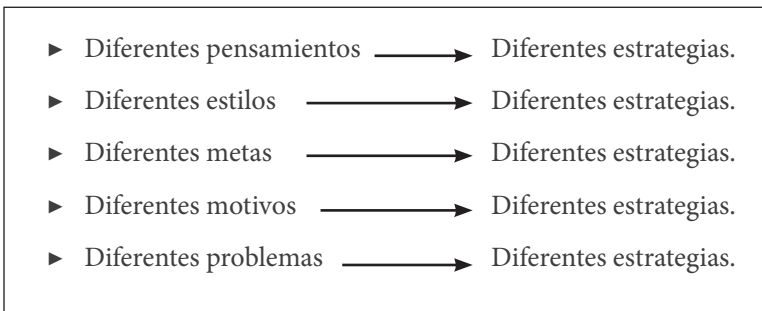 ► Diferentes pensamientos → Diferentes estrategias.
► Diferentes estilos → Diferentes estrategias.
► Diferentes metas → Diferentes estrategias.
► Diferentes motivos → Diferentes estrategias.
► Diferentes problemas → Diferentes estrategias.